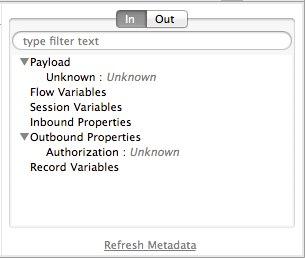 In Out
type filter text
Payload
Unknown : Unknown
Flow Variables
Session Variables
Inbound Properties
Outbound Properties
Authorization : Unknown
Record Variables
Refresh Metadata